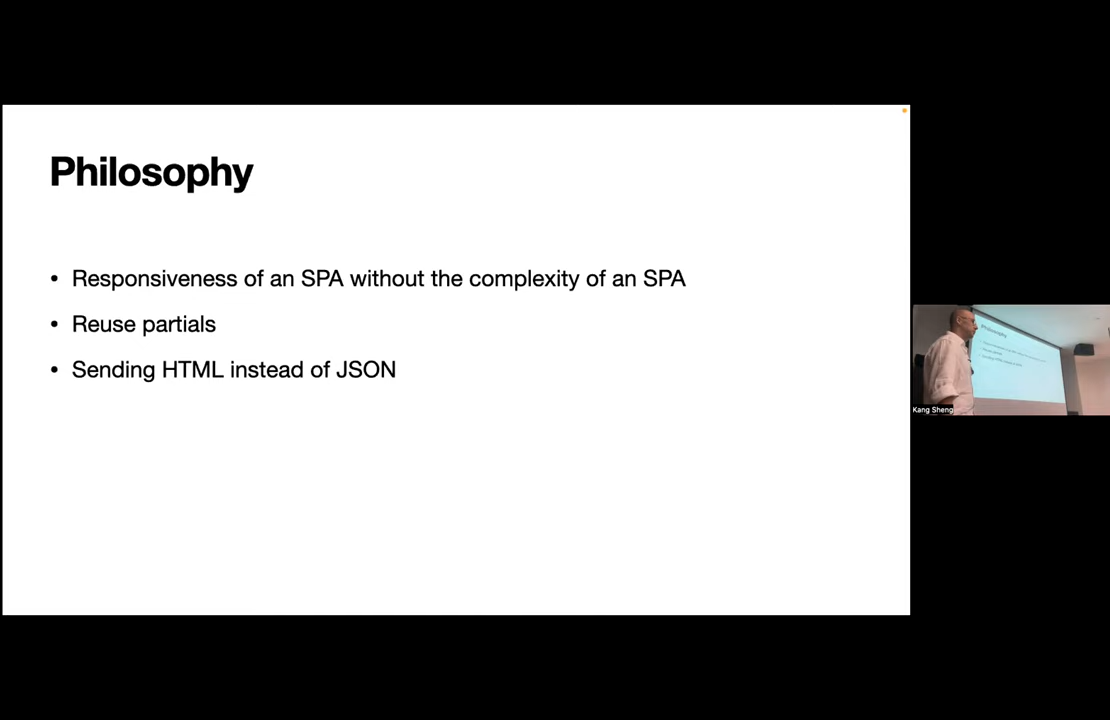 Philosophy
• Responsiveness of an SPA without the complexity of an SPA
• Reuse partials
• Sending HTML instead of JSON
Philosophy
Kang Sheng